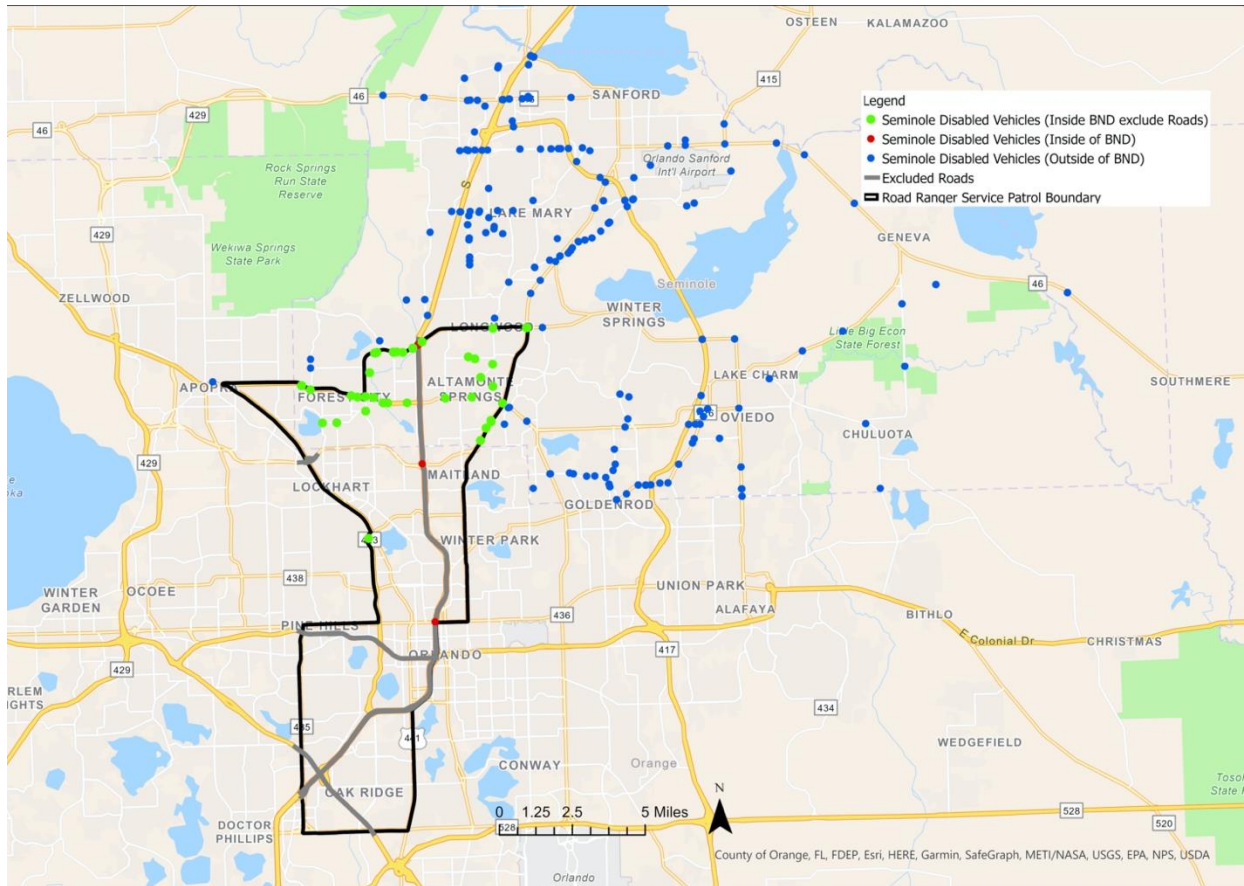 OSTEEN
KALAMAZOO
415
46
SANFORD
429
46
46
Legend
Seminole Disabled Vehicles (Inside BND exclude Roads)
Seminole Disabled Vehicles (Inside of BND)
Seminole Disabled Vehicles (Outside of BND)
Excluded Roads
Road Ranger Service Patrol Boundary
Rock Springs
Run State
Reserve
Orlando Sanford
Int'l Airport
S
LAKE MARY
429
Wekiwa Springs
State Park
GENEVA
Seminole
46
ZELLWOOD
WINTER
SPRINGS
LONGWOOD
Little Big Econ
State Forest
APOPKA
FOREST CITY
ALTAMONTE
SPRINGS
LAKE CHARM
SOUTHMERE
OVIEDO
CHULUOTA
429
MAITLAND
LOCKHART
GOLDENROD
WINTER PARK
438
UNION PARK
WINTER
GARDEN
OCOEE
ALAFAYA
436
BITHLO
PINE HILLS
E Colonial Dr
CHRISTMAS
ORLANDO
417
429
434
441
WEDGEFIELD
CONWAY
Orange
OAK RIDGE
N
0 1.25 2.5 5 Miles
528
528
520
DOCTOR
PHILLIPS
County of Orange, FL, FDEP, Esri, HERE, Garmin, SafeGraph, METI/NASA, USGS, EPA, NPS, USDA
Orlando